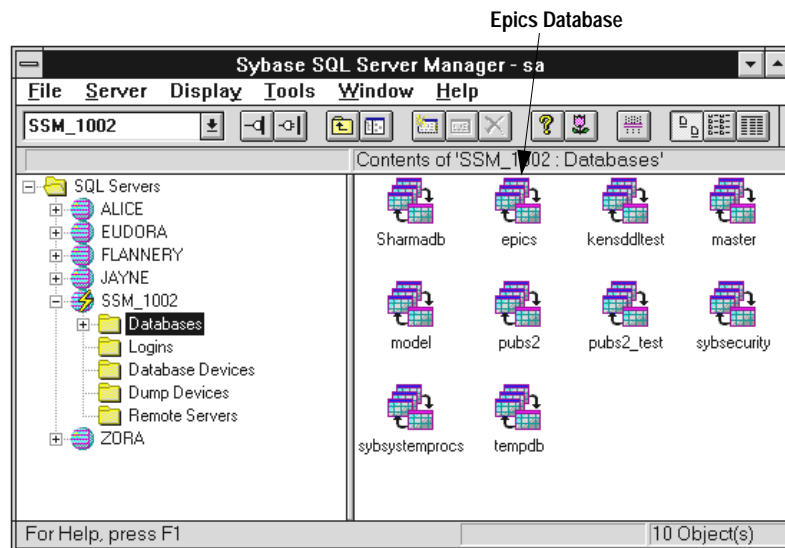 Epics Database
Sybase SQL Server Manager - sa
File Server Display Tools Window Help
SSM_1002
Contents of 'SSM_1002 : Databases'
SQL Servers
ALICE
EUDORA
FLANNERY
JAYNE
SSM_1002
Databases
Logins
Database Devices
Dump Devices
Remote Servers
ZORA
Sharmadb epics kensddltest master
model pubs2 pubs2_test sybsecurity
sybsystemprocs tempdb
For Help, press F1
10 Object(s)